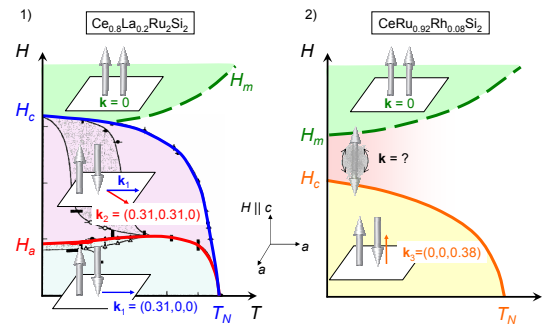 1)
Ce0.8La0.2Ru2Si2
H
k = 0
Hm
Hc
k1
k2 = (0.31,0.31,0)
Ha
k1 = (0.31,0,0)
TN
T
H || c
a
a
2)
CeRu0.92Rh0.08Si2
H
k = 0
Hm
k = ?
Hc
k3=(0,0,0.38)
TN
T